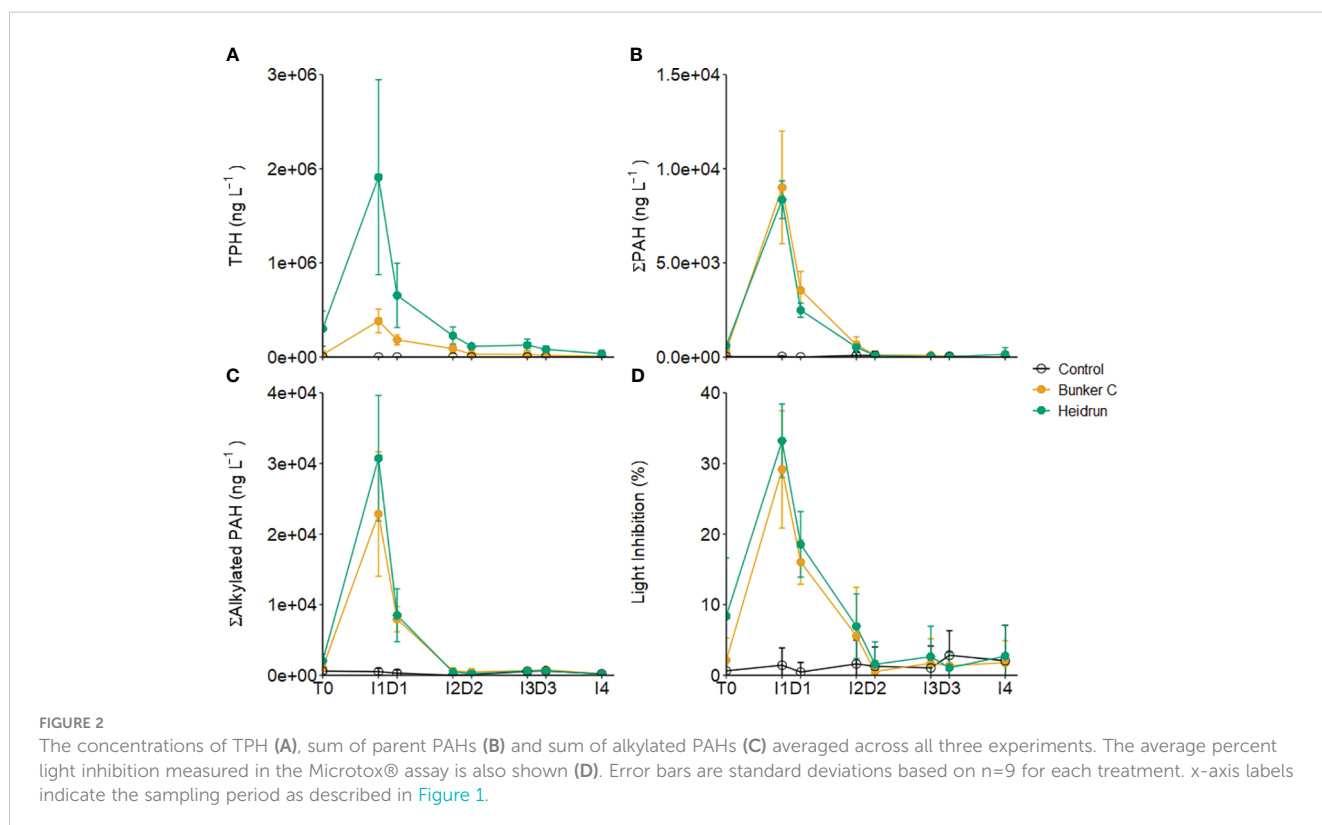 A
B
3e+06
2e+06
1e+06
0e+00
TPH (ng L⁻¹ )
1.5e+04
1.0e+04
5.0e+03
0.0e+00
ΣPAH (ng L⁻¹ )
C
D
4e+04
3e+04
2e+04
1e+04
0e+00
ΣAlkylated PAH (ng L⁻¹ )
T0 I1D1 I2D2 I3D3 I4
40
30
20
10
0
Light Inhibition (%)
T0 I1D1 I2D2 I3D3 I4
Control
Bunker C
Heidrun
FIGURE 2
The concentrations of TPH (A), sum of parent PAHs (B) and sum of alkylated PAHs (C) averaged across all three experiments. The average percent
light inhibition measured in the Microtox® assay is also shown (D). Error bars are standard deviations based on n=9 for each treatment. x-axis labels
indicate the sampling period as described in Figure 1.